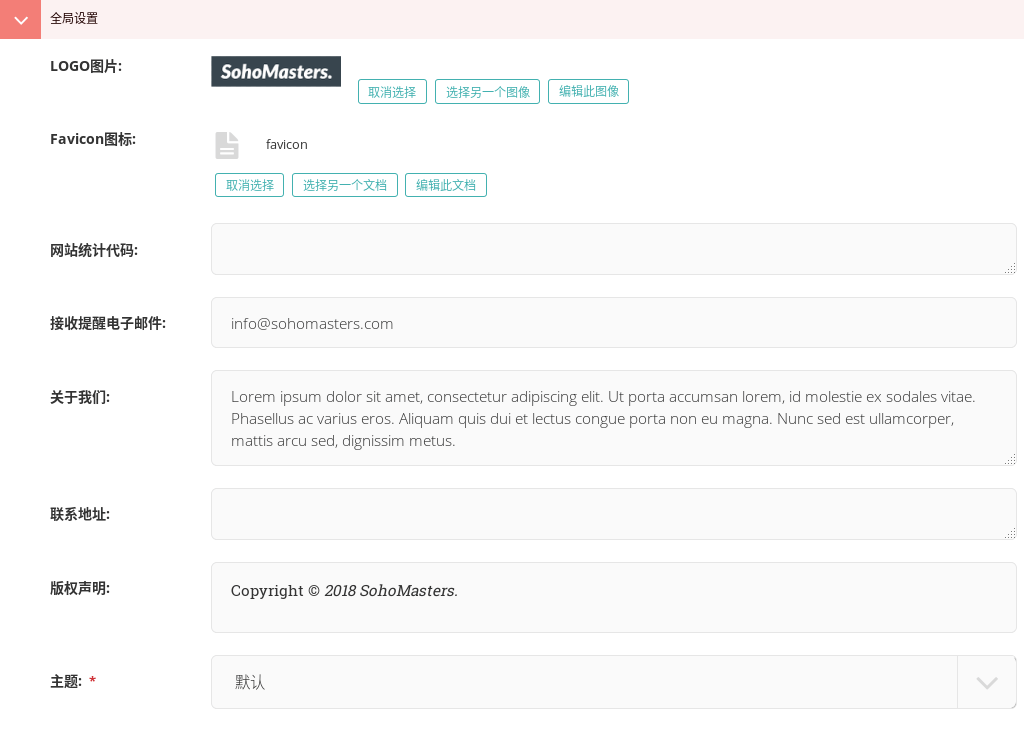 全局设置
LOGO图片:
SohoMasters.
取消选择 选择另一个图像 编辑此图像
Favicon图标:
favicon
取消选择 选择另一个文档 编辑此文档
网站统计代码:
接收提醒电子邮件:
info@sohomasters.com
关于我们:
Lorem ipsum dolor sit amet, consectetur adipiscing elit. Ut porta accumsan lorem, id molestie ex sodales vitae.
Phasellus ac varius eros. Aliquam quis dui et lectus congue porta non eu magna. Nunc sed est ullamcorper,
mattis arcu sed, dignissim metus.
联系地址:
版权声明:
Copyright © 2018 SohoMasters.
主题: *
默认